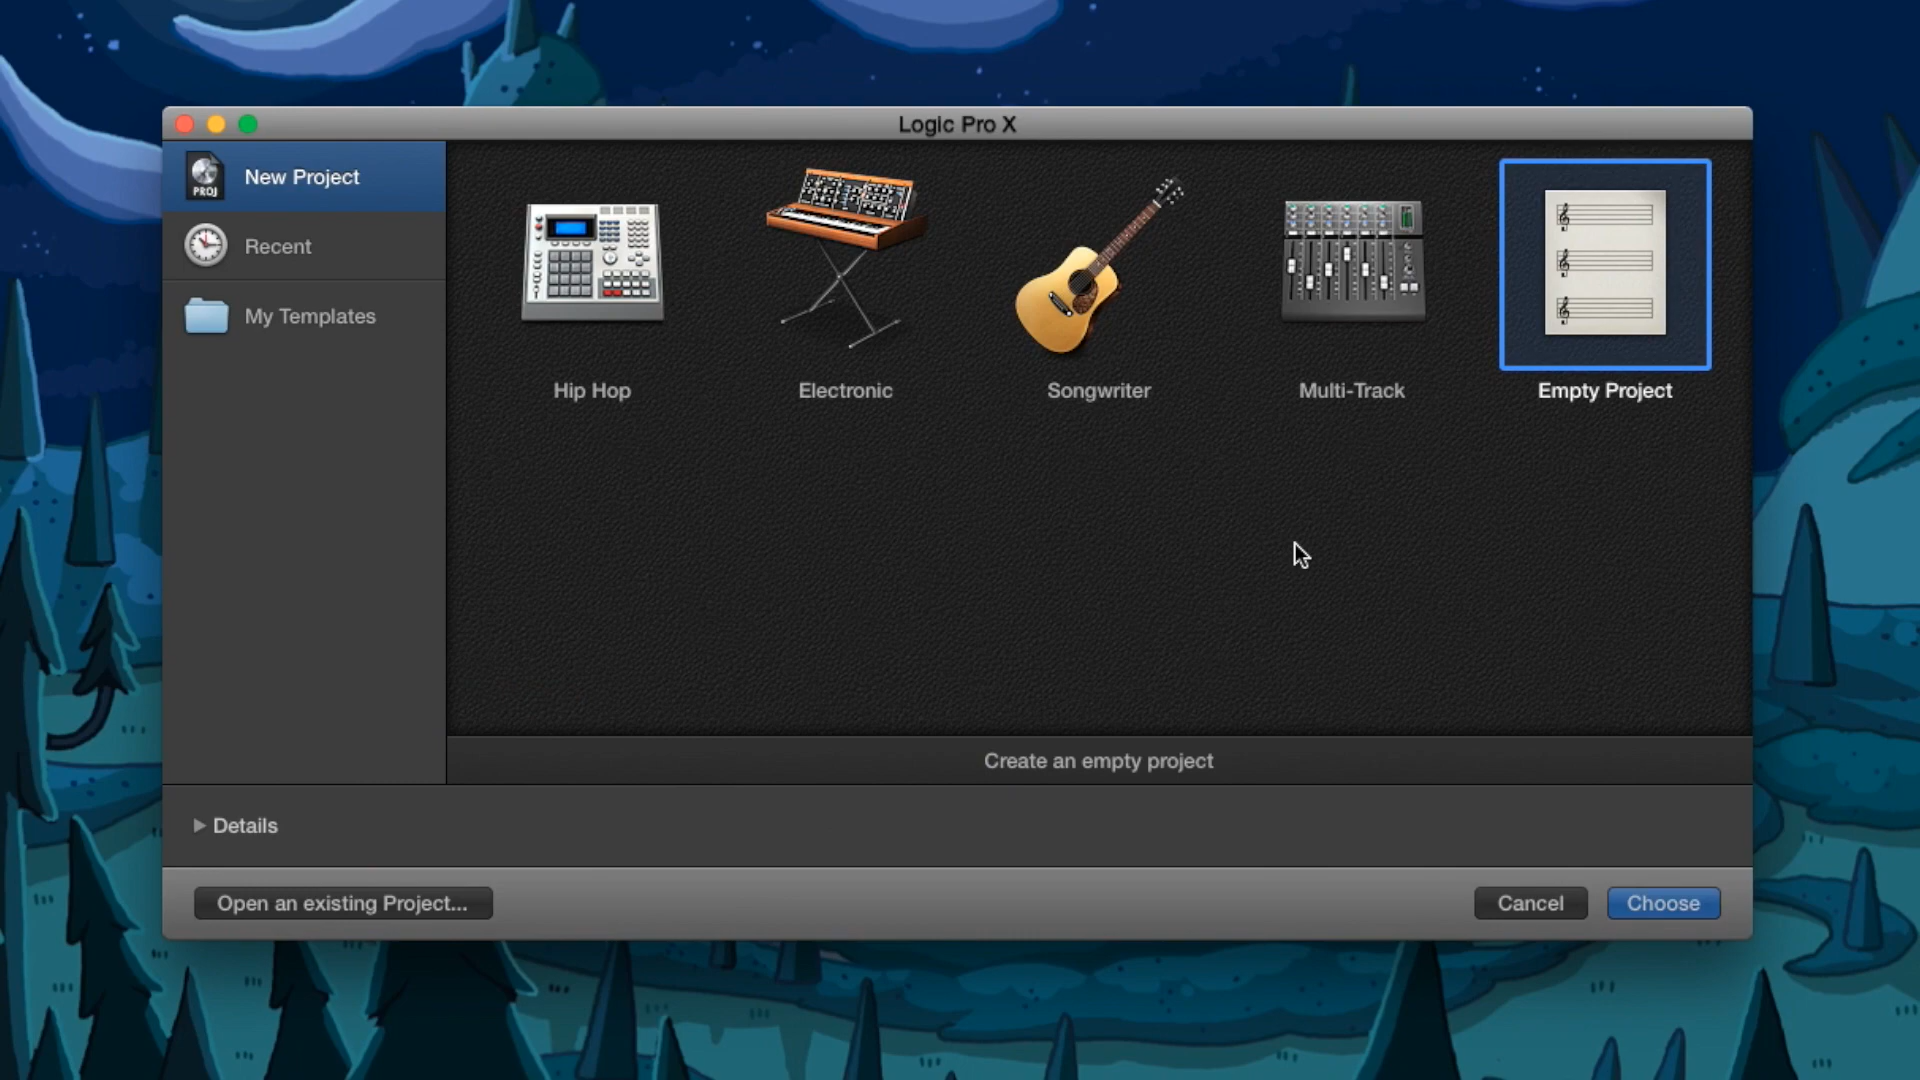 Logic Pro X
PROJ
New Project
Recent
My Templates
Hip Hop
Electronic
Songwriter
Multi-Track
Empty Project
Create an empty project
Details
Open an existing Project...
Cancel
Choose